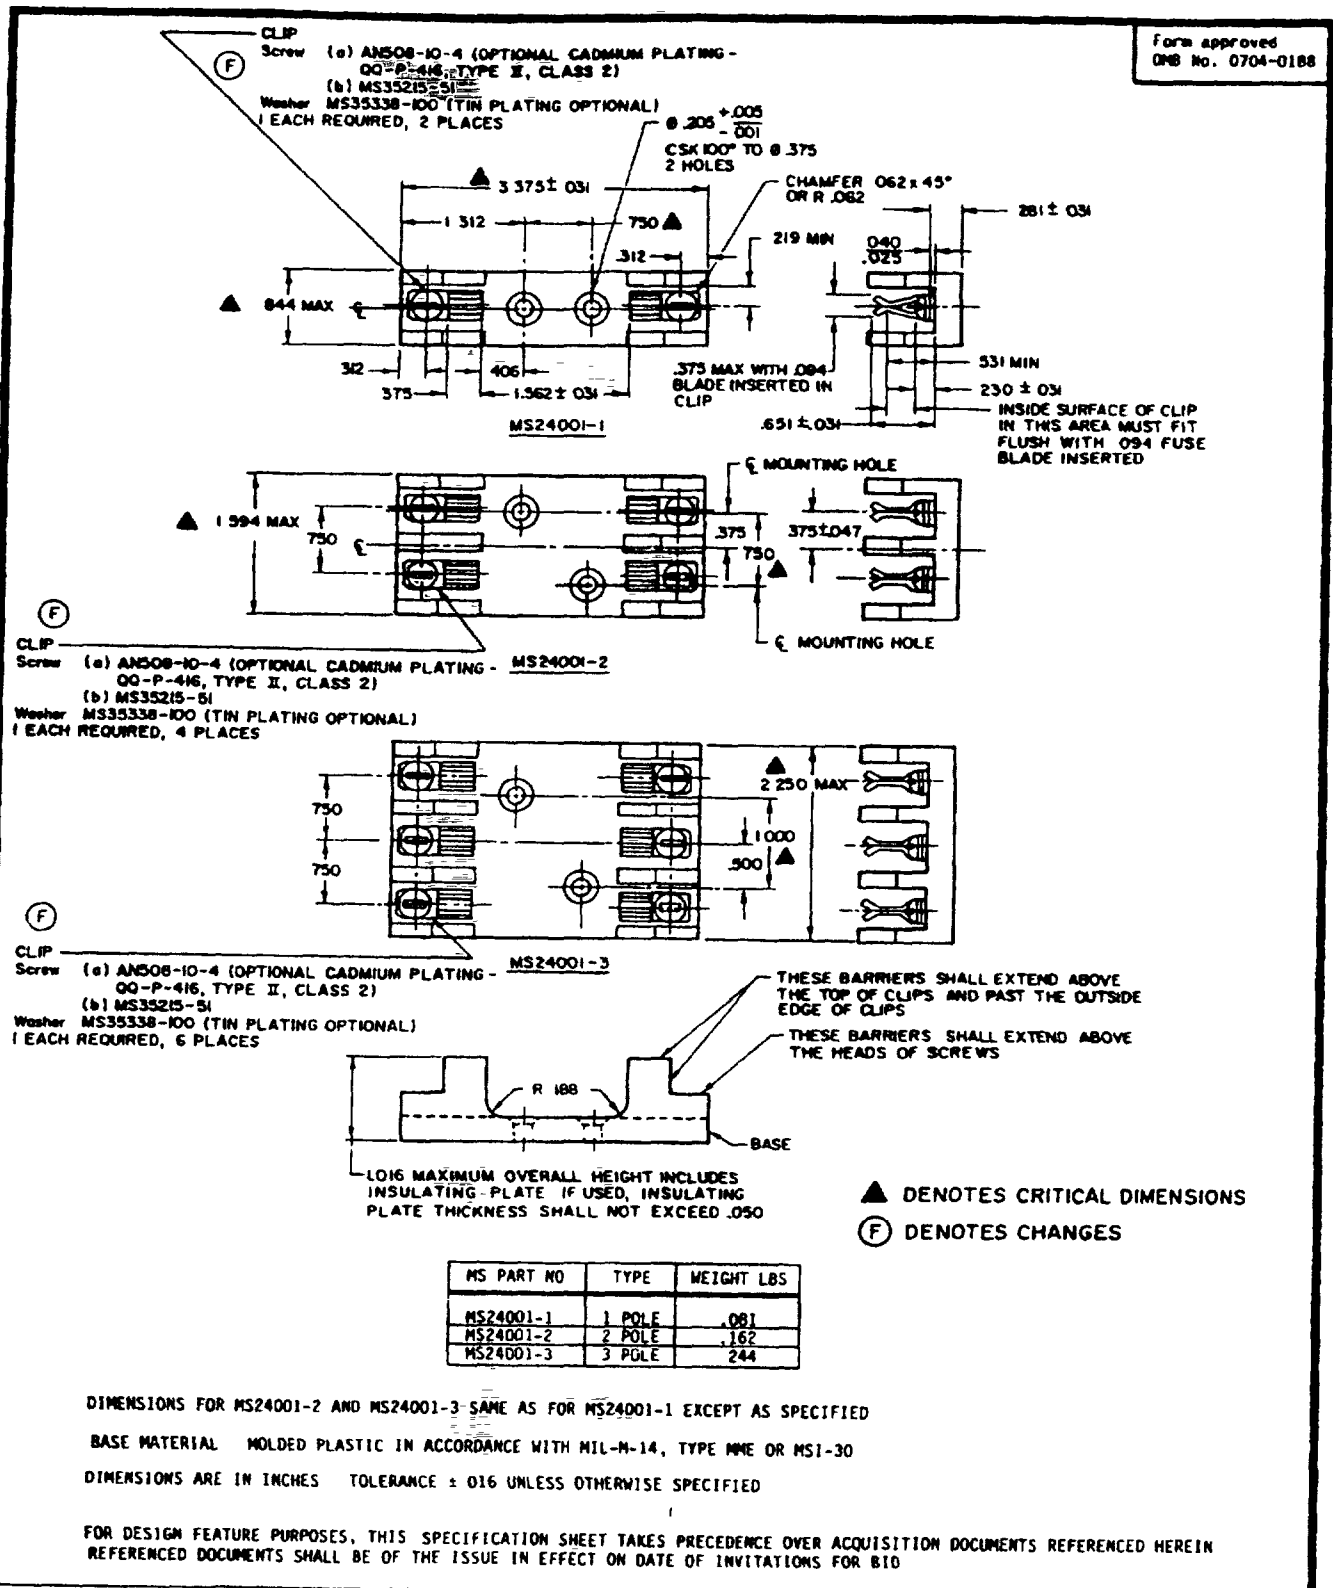 Form approved
OMB No. 0704-0188
CLIP
Screw (a) AN508-10-4 (OPTIONAL CADMIUM PLATING -
QQ-P-416, TYPE II, CLASS 2)
(b) MS35215-51
Washer MS35338-100 (TIN PLATING OPTIONAL)
1 EACH REQUIRED, 2 PLACES
F
Ø .205 +.005
- 001
CSK 100° TO Ø .375
2 HOLES
▲ 3 375 ± 031
CHAMFER 062 x 45°
OR R .062
281 ± 031
1 312
750 ▲
219 MIN
040
.025
.312
▲ 844 MAX
℄
312
375
406
1.562 ± 031
.375 MAX WITH .094
BLADE INSERTED IN
CLIP
531 MIN
230 ± 031
.651 ± .031
INSIDE SURFACE OF CLIP
IN THIS AREA MUST FIT
FLUSH WITH 094 FUSE
BLADE INSERTED
MS24001-1
℄ MOUNTING HOLE
▲ 1 594 MAX
750
℄
.375
750 ▲
375 ± .047
℄ MOUNTING HOLE
F
CLIP
Screw (a) AN508-10-4 (OPTIONAL CADMIUM PLATING -
QQ-P-416, TYPE II, CLASS 2)
(b) MS35215-51
Washer MS35338-100 (TIN PLATING OPTIONAL)
1 EACH REQUIRED, 4 PLACES
MS24001-2
750
750
▲
2 250 MAX
1 000
.500 ▲
F
CLIP
Screw (a) AN508-10-4 (OPTIONAL CADMIUM PLATING -
QQ-P-416, TYPE II, CLASS 2)
(b) MS35215-51
Washer MS35338-100 (TIN PLATING OPTIONAL)
1 EACH REQUIRED, 6 PLACES
MS24001-3
THESE BARRIERS SHALL EXTEND ABOVE
THE TOP OF CLIPS AND PAST THE OUTSIDE
EDGE OF CLIPS
THESE BARRIERS SHALL EXTEND ABOVE
THE HEADS OF SCREWS
R 188
BASE
1.016 MAXIMUM OVERALL HEIGHT INCLUDES
INSULATING PLATE IF USED, INSULATING
PLATE THICKNESS SHALL NOT EXCEED .050
▲ DENOTES CRITICAL DIMENSIONS
F DENOTES CHANGES
MS PART NO TYPE WEIGHT LBS
MS24001-1 1 POLE .081
MS24001-2 2 POLE .162
MS24001-3 3 POLE 244
DIMENSIONS FOR MS24001-2 AND MS24001-3 SAME AS FOR MS24001-1 EXCEPT AS SPECIFIED
BASE MATERIAL MOLDED PLASTIC IN ACCORDANCE WITH MIL-M-14, TYPE MME OR MSI-30
DIMENSIONS ARE IN INCHES TOLERANCE ± 016 UNLESS OTHERWISE SPECIFIED
FOR DESIGN FEATURE PURPOSES, THIS SPECIFICATION SHEET TAKES PRECEDENCE OVER ACQUISITION DOCUMENTS REFERENCED HEREIN
REFERENCED DOCUMENTS SHALL BE OF THE ISSUE IN EFFECT ON DATE OF INVITATIONS FOR BID